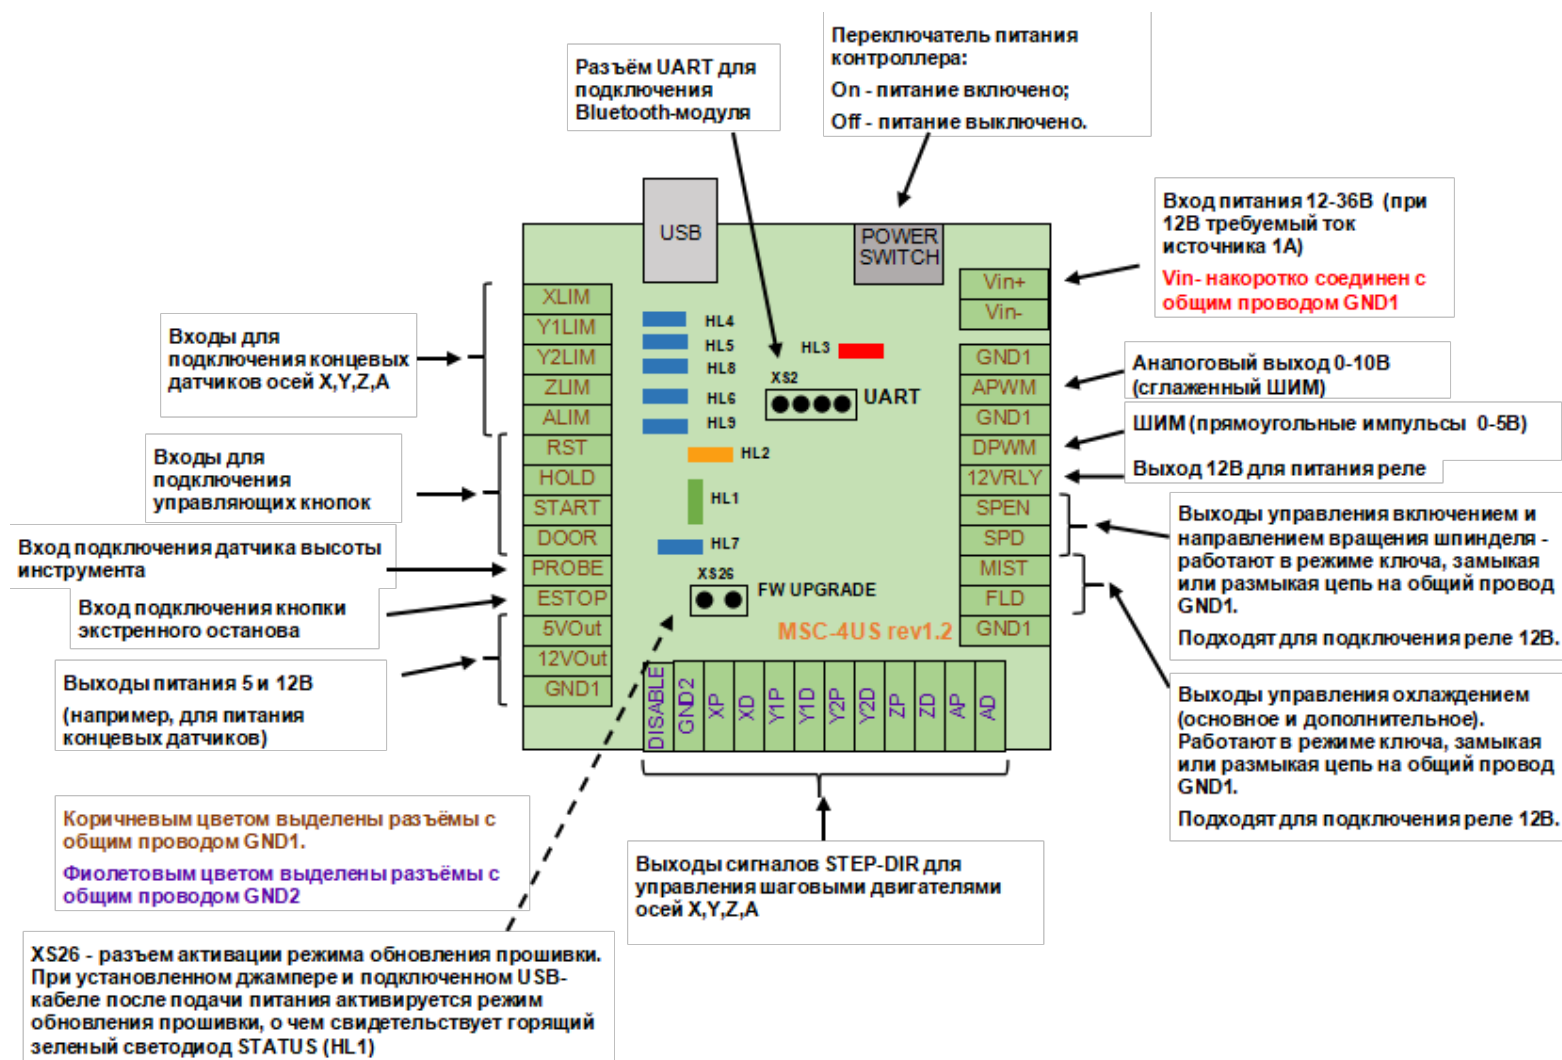 Переключатель питания
контроллера:
On - питание включено;
Off - питание выключено.
Разъём UART для
подключения
Bluetooth-модуля
Вход питания 12-36В (при
12В требуемый ток
источника 1А)
Vin- накоротко соединен с
общим проводом GND1
USB
POWER
SWITCH
Vin+
Vin-
XLIM
Y1LIM
Y2LIM
ZLIM
ALIM
RST
HOLD
START
DOOR
PROBE
ESTOP
5VOut
12VOut
GND1
HL4
HL5
HL8
HL6
HL9
HL2
HL1
HL7
HL3
XS2
UART
XS26
FW UPGRADE
MSC-4US rev1.2
GND1
APWM
GND1
DPWM
12VRLY
SPEN
SPD
MIST
FLD
GND1
DISABLE
GND2
XP
XD
Y1P
Y1D
Y2P
Y2D
ZP
ZD
AP
AD
Входы для
подключения концевых
датчиков осей X,Y,Z,A
Входы для
подключения
управляющих кнопок
Вход подключения датчика высоты
инструмента
Вход подключения кнопки
экстренного останова
Выходы питания 5 и 12В
(например, для питания
концевых датчиков)
Аналоговый выход 0-10В
(сглаженный ШИМ)
ШИМ (прямоугольные импульсы 0-5В)
Выход 12В для питания реле
Выходы управления включением и
направлением вращения шпинделя -
работают в режиме ключа, замыкая
или размыкая цепь на общий провод
GND1.
Подходят для подключения реле 12В.
Выходы управления охлаждением
(основное и дополнительное).
Работают в режиме ключа, замыкая
или размыкая цепь на общий провод
GND1.
Подходят для подключения реле 12В.
Коричневым цветом выделены разъёмы с
общим проводом GND1.
Фиолетовым цветом выделены разъёмы с
общим проводом GND2
Выходы сигналов STEP-DIR для
управления шаговыми двигателями
осей X,Y,Z,A
XS26 - разъем активации режима обновления прошивки.
При установленном джампере и подключенном USB-
кабеле после подачи питания активируется режим
обновления прошивки, о чем свидетельствует горящий
зеленый светодиод STATUS (HL1)